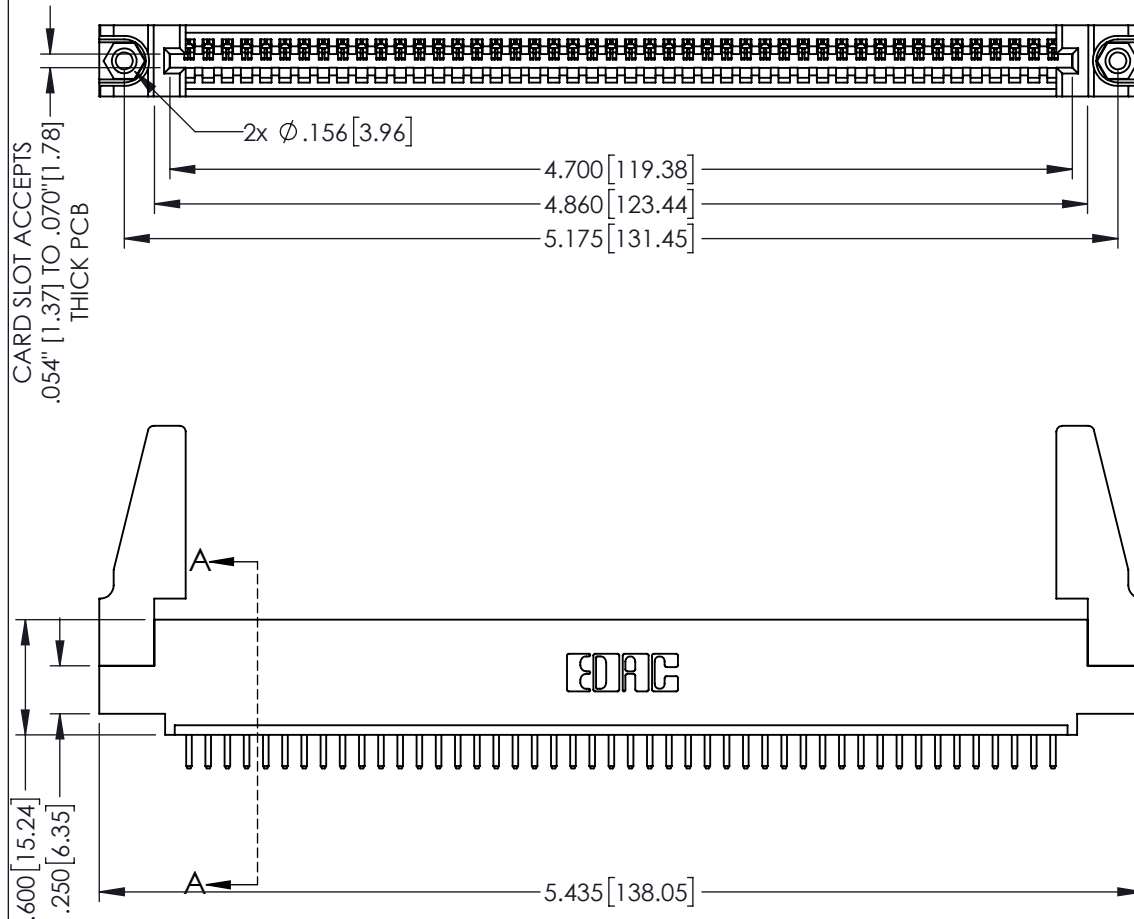 2x Ø .156[3.96]
4.700[119.38]
4.860[123.44]
5.175[131.45]
CARD SLOT ACCEPTS
.054" [1.37] TO .070"[1.78]
THICK PCB
A
EDAC
.600[15.24]
.250[6.35]
A
5.435[138.05]